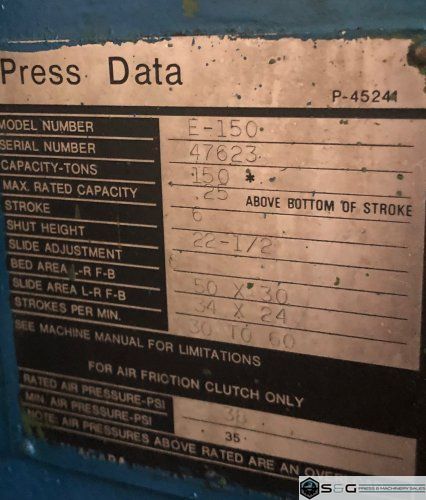 Press Data
P-45241
MODEL NUMBER E-150
SERIAL NUMBER 47623
CAPACITY-TONS 150 *
MAX. RATED CAPACITY .25 ABOVE BOTTOM OF STROKE
STROKE 6
SHUT HEIGHT 22-1/2
SLIDE ADJUSTMENT
BED AREA L-R F-B 50 X 30
SLIDE AREA L-R F-B 34 X 24
STROKES PER MIN. 30 TO 60
SEE MACHINE MANUAL FOR LIMITATIONS
FOR AIR FRICTION CLUTCH ONLY
RATED AIR PRESSURE-PSI 38
MIN. AIR PRESSURE-PSI 35
NOTE: AIR PRESSURES ABOVE RATED ARE AN
NIAGARA
S&G
PRESS & MACHINERY SALES